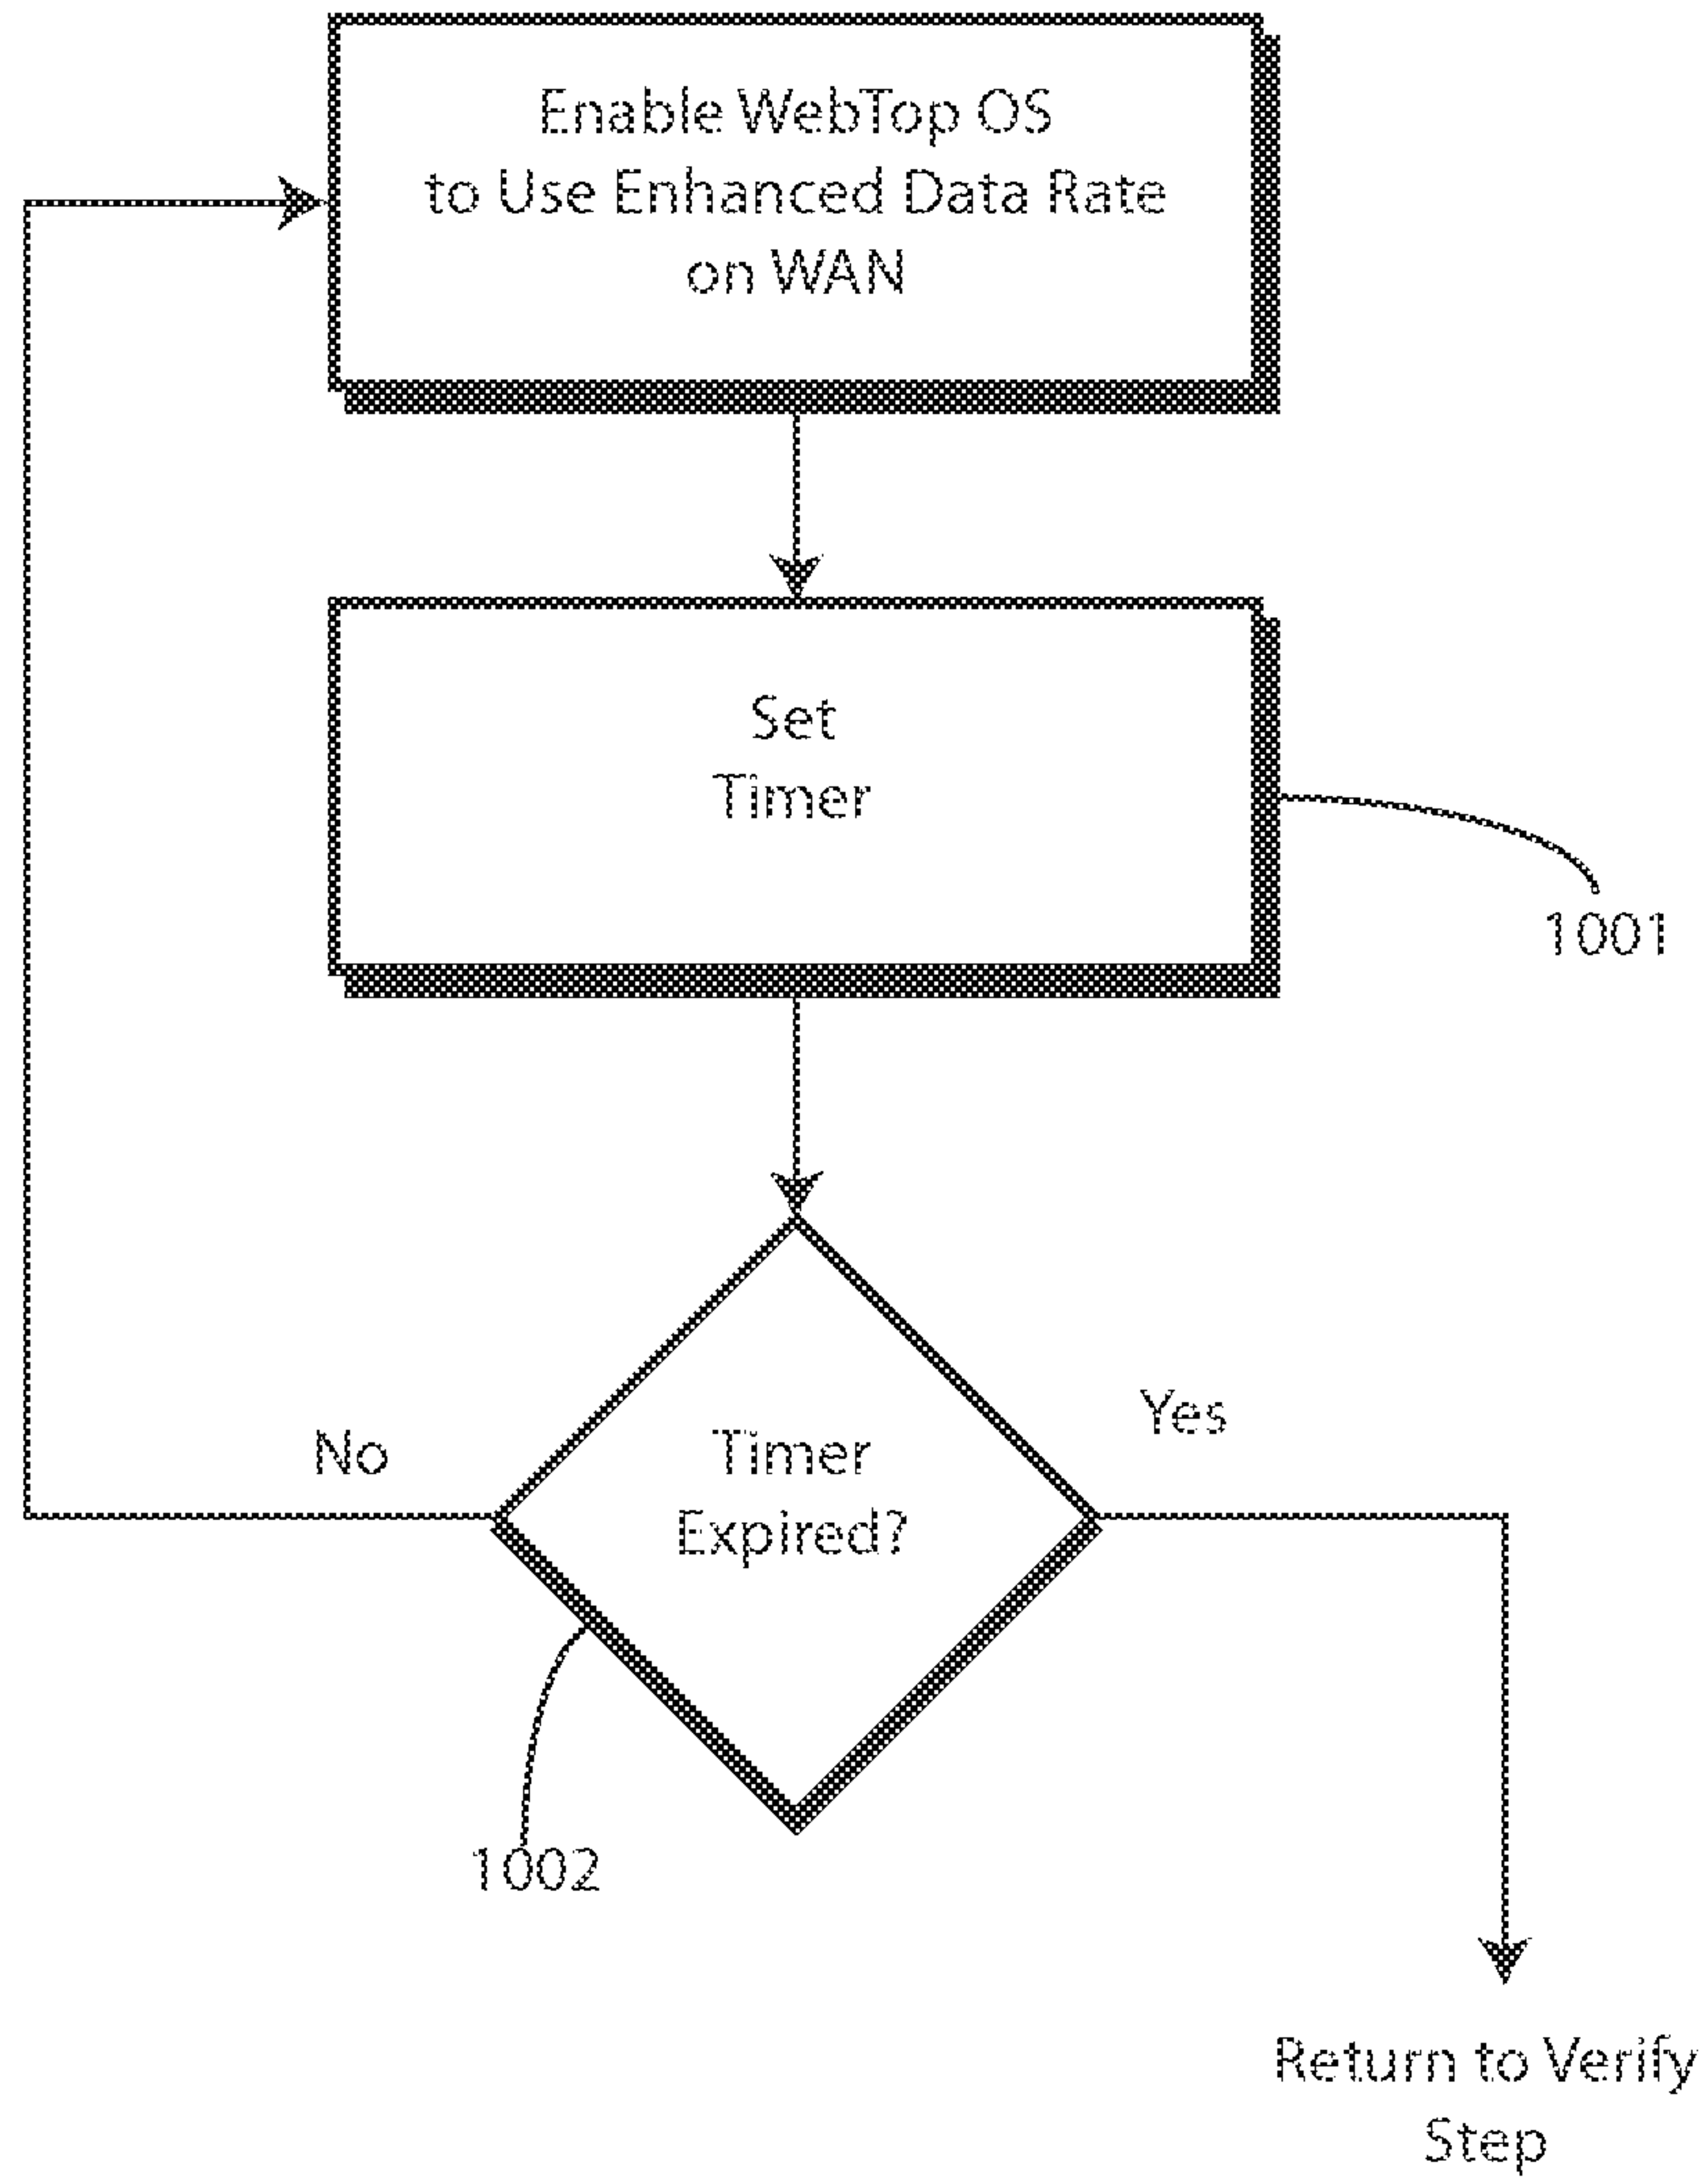 Enable WebTop OS
to Use Enhanced Data Rate
on WAN
Set
Timer
1001
No
Timer
Expired?
Yes
1002
Return to Verify
Step